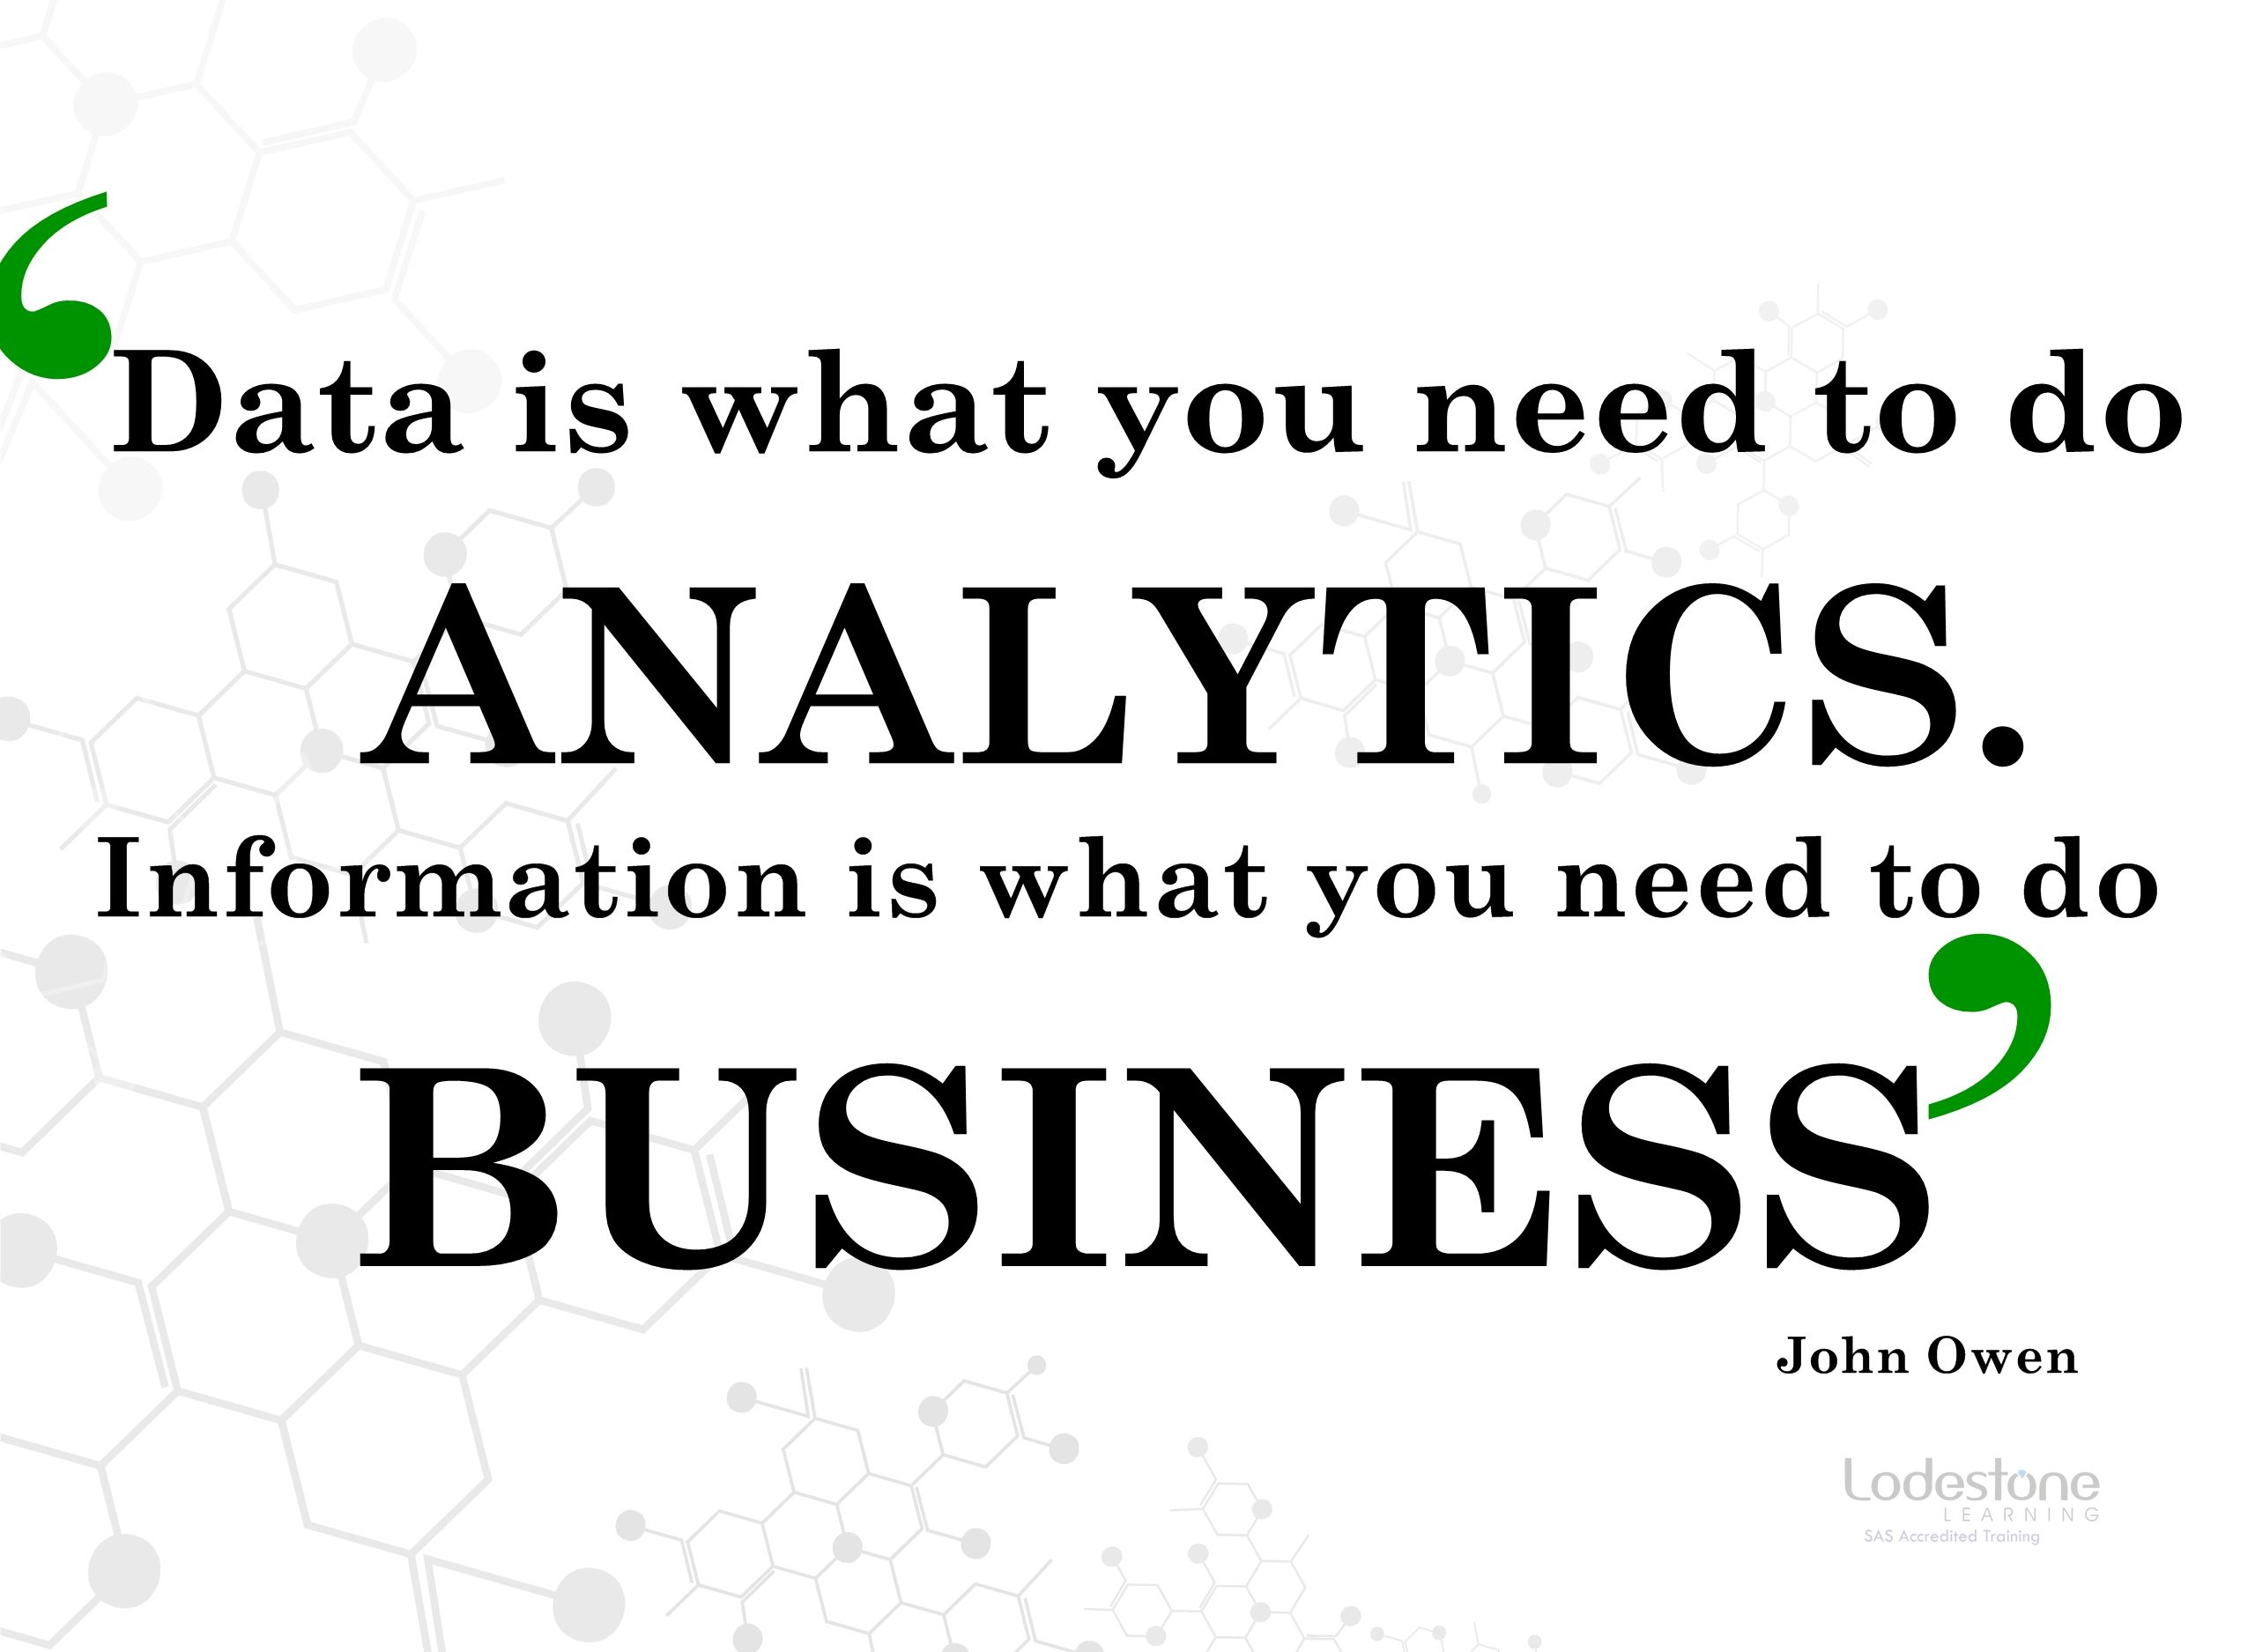 ‘Data is what you need to do
ANALYTICS.
Information is what you need to do
BUSINESS’
John Owen
Lodestone
LEARNING
SAS Accredited Training